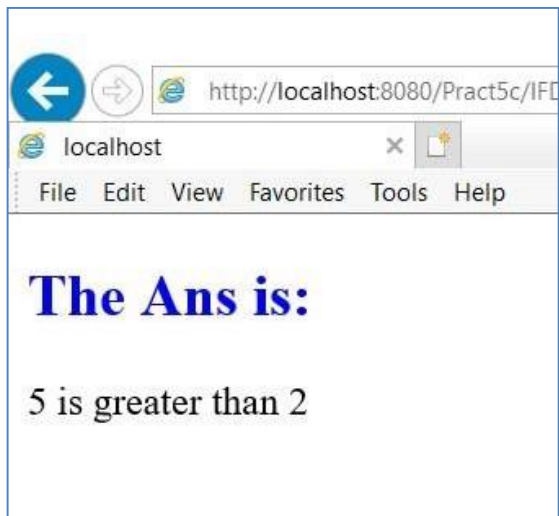 http://localhost:8080/Pract5c/IFD
localhost
File Edit View Favorites Tools Help
The Ans is:
5 is greater than 2